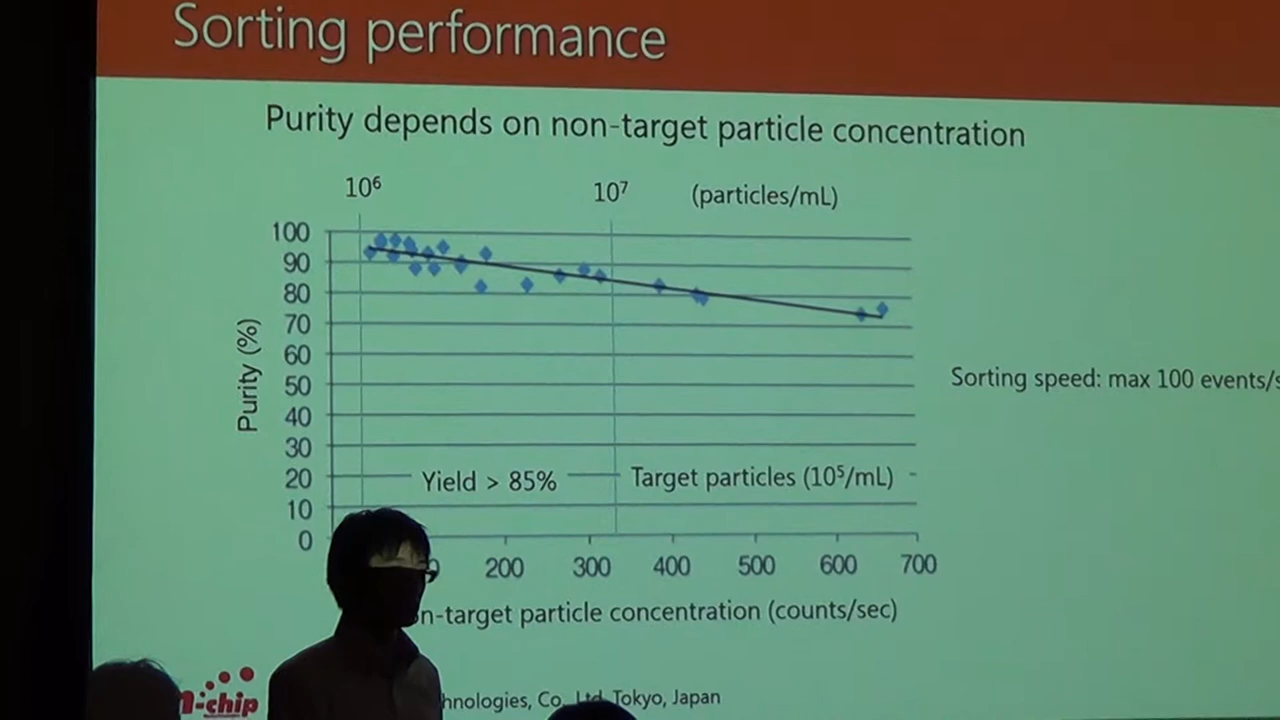 Sorting performance
Purity depends on non-target particle concentration
10⁶ 10⁷ (particles/mL)
100
90
80
70
60
50
40
30
20
10
0
Purity (%)
Yield > 85% Target particles (10⁵/mL)
Sorting speed: max 100 events/s
200 300 400 500 600 700
n-target particle concentration (counts/sec)
n-chip
hnologies, Co. Ltd. Tokyo, Japan